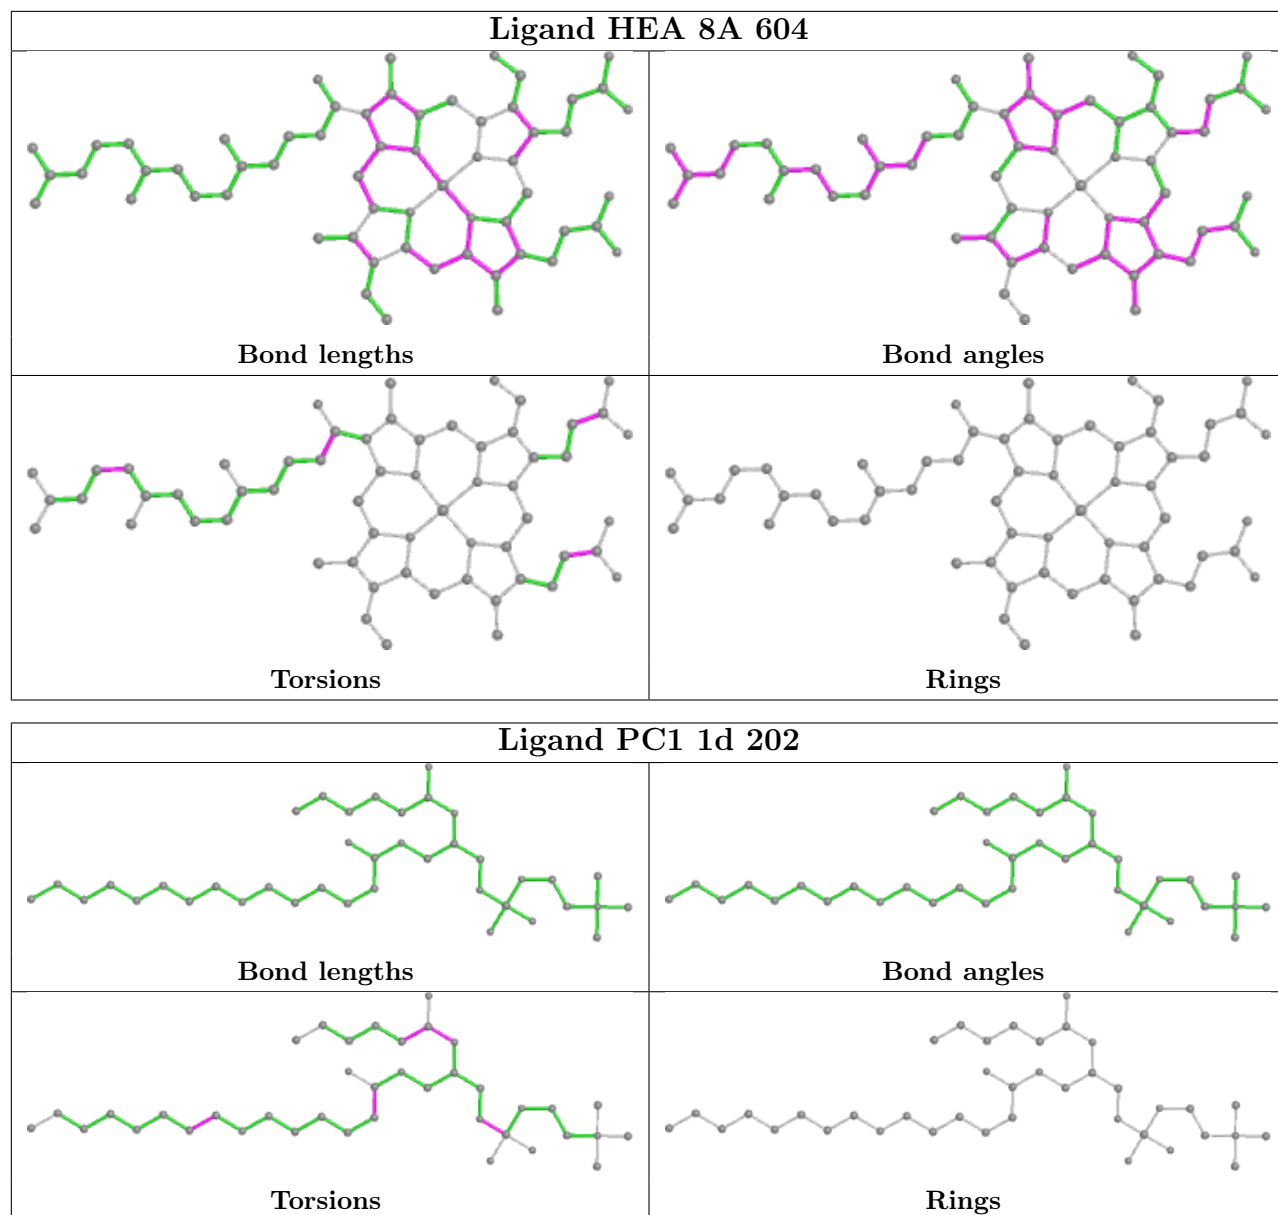 Ligand HEA 8A 604
Bond lengths
Bond angles
Torsions
Rings
Ligand PC1 1d 202
Bond lengths
Bond angles
Torsions
Rings